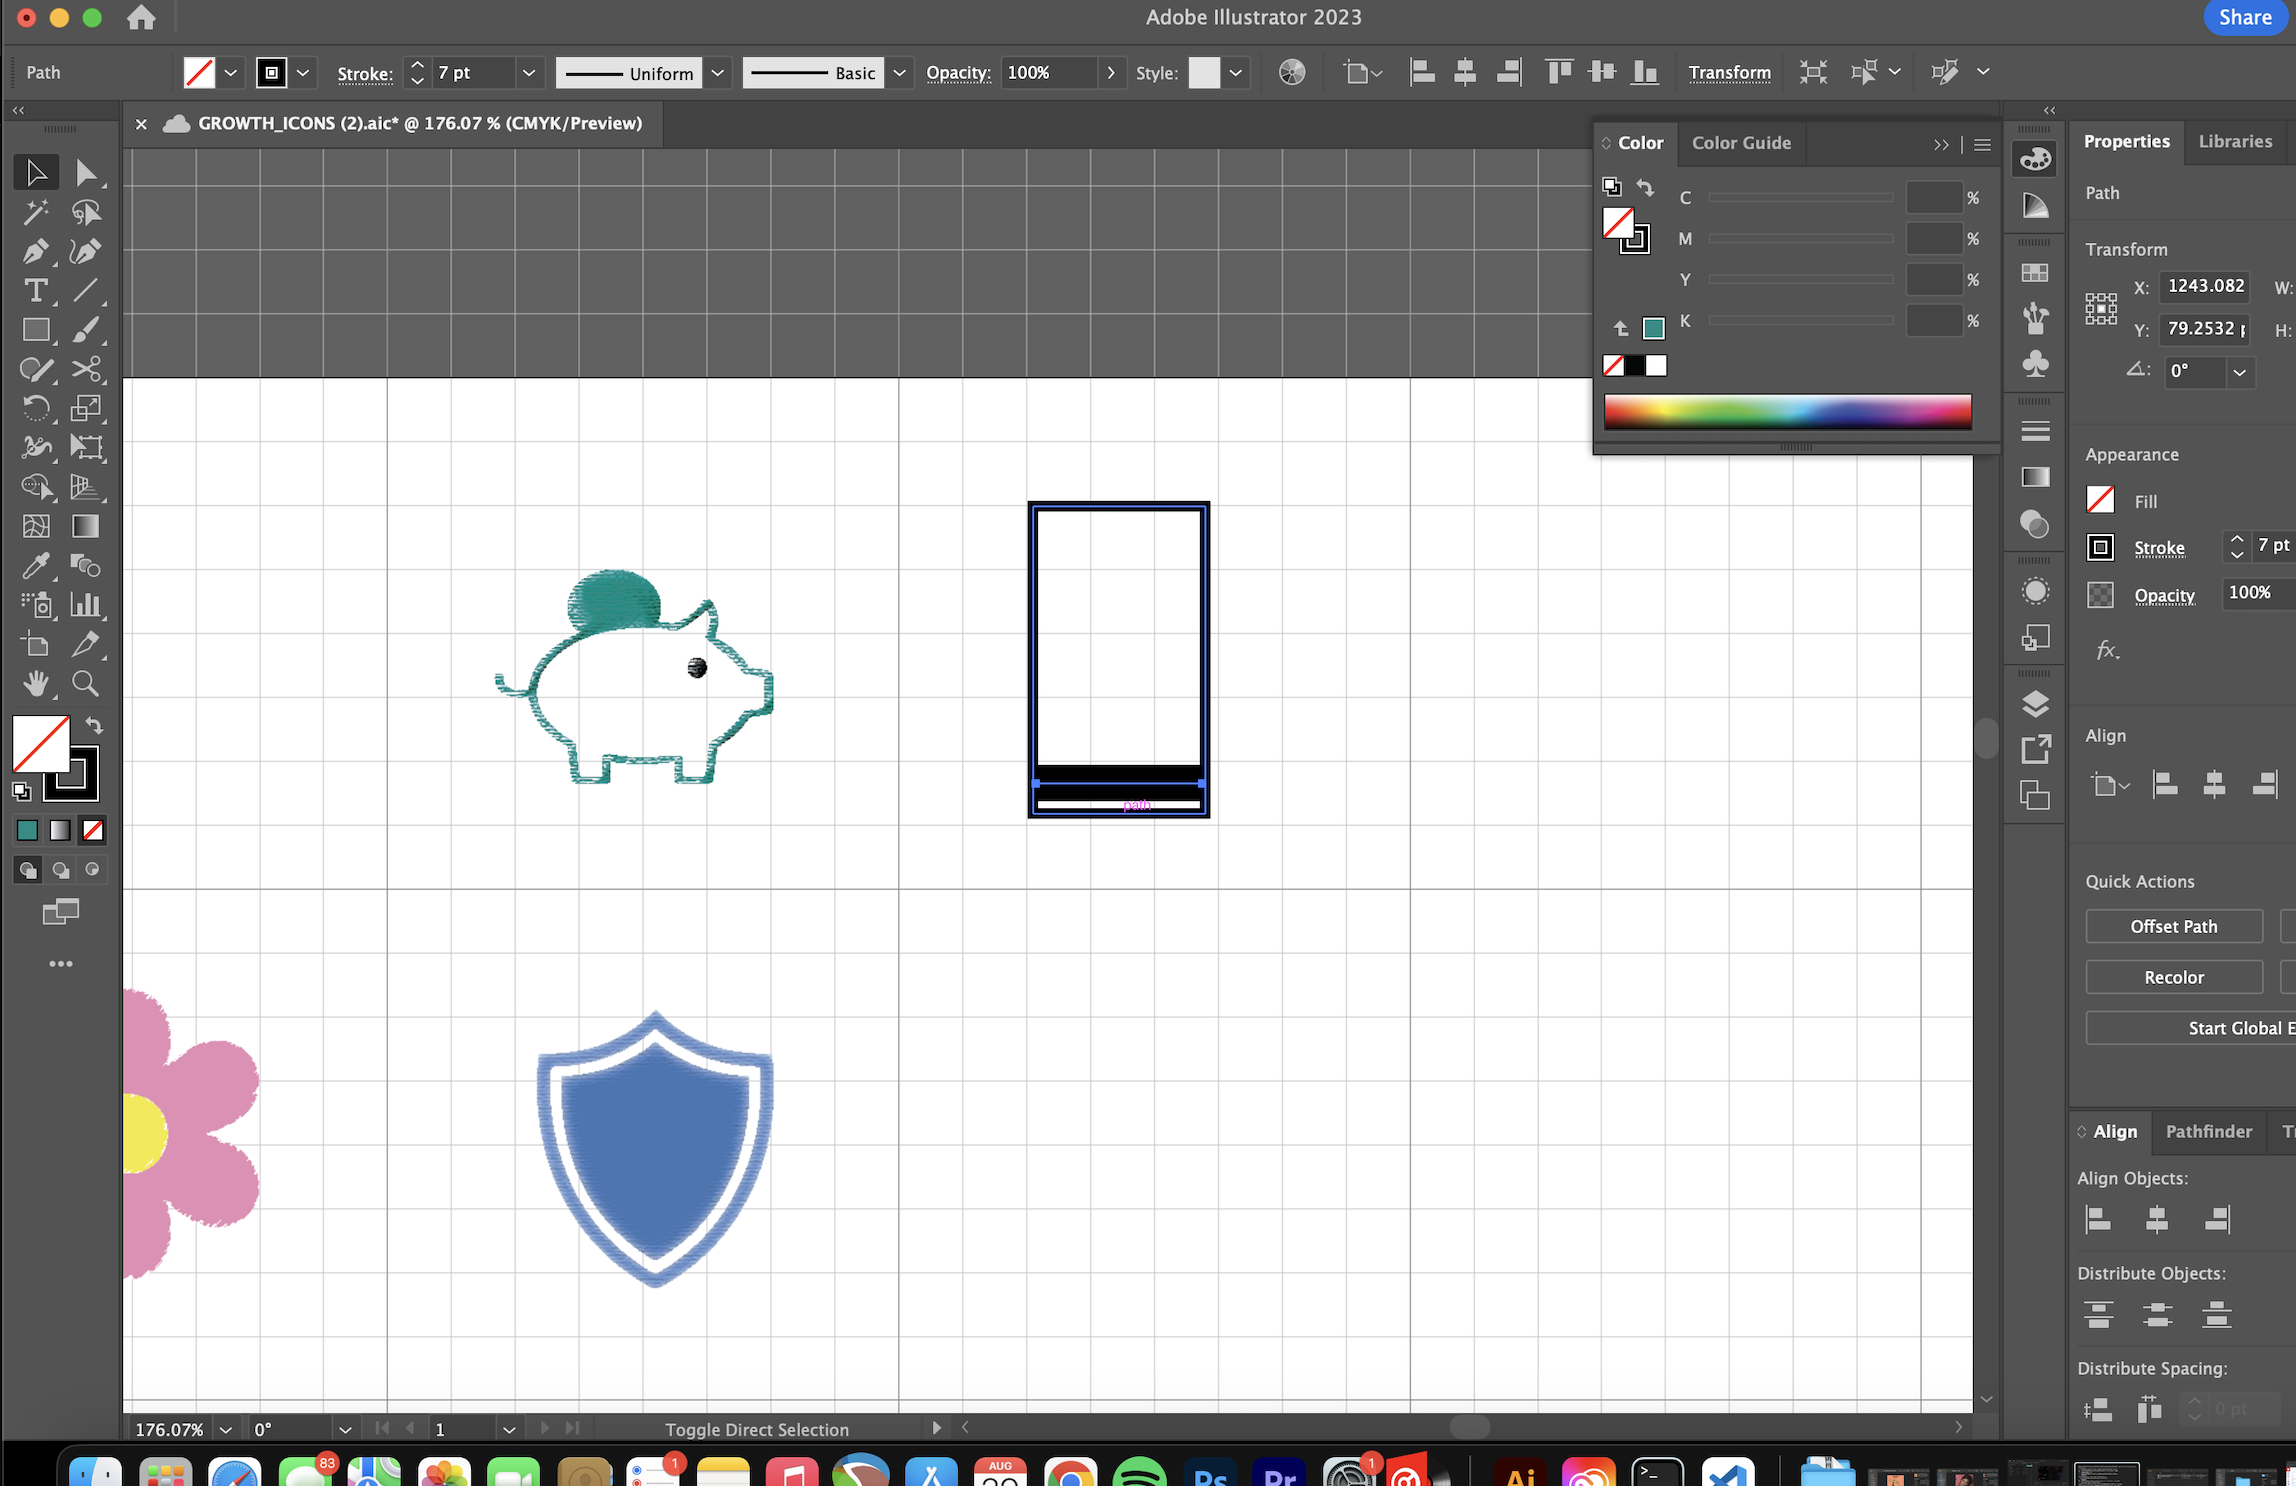 Adobe Illustrator 2023
Share
Path
Stroke:
7 pt
Uniform
Basic
Opacity:
100%
Style:
Transform
GROWTH_ICONS (2).aic* @ 176.07 % (CMYK/Preview)
Color
Color Guide
C
%
M
%
Y
%
K
%
Properties
Libraries
Path
Transform
X:
1243.082
W:
Y:
79.2532 p
H:
0°
Appearance
Fill
Stroke
7 pt
Opacity
100%
fx
Align
Quick Actions
Offset Path
Recolor
Start Global E
Align
Pathfinder
Align Objects:
Distribute Objects:
Distribute Spacing:
0 pt
path
176.07%
0°
1
Toggle Direct Selection
83
1
AUG
Ps
Pr
1
Ai